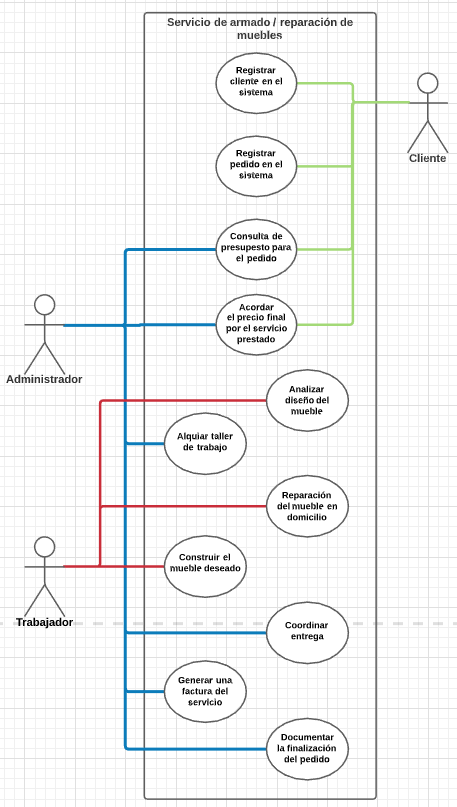 Servicio de armado / reparación de
muebles
Registrar
cliente en el
sistema
Cliente
Registrar
pedido en el
sistema
Consulta de
presupesto para
el pedido
Acordar
el precio final
por el servicio
prestado
Administrador
Analizar
diseño del
mueble
Alquiar taller
de trabajo
Reparación
del mueble en
domicilio
Construir el
mueble deseado
Trabajador
Coordinar
entrega
Generar una
factura del
servicio
Documentar
la finalización
del pedido